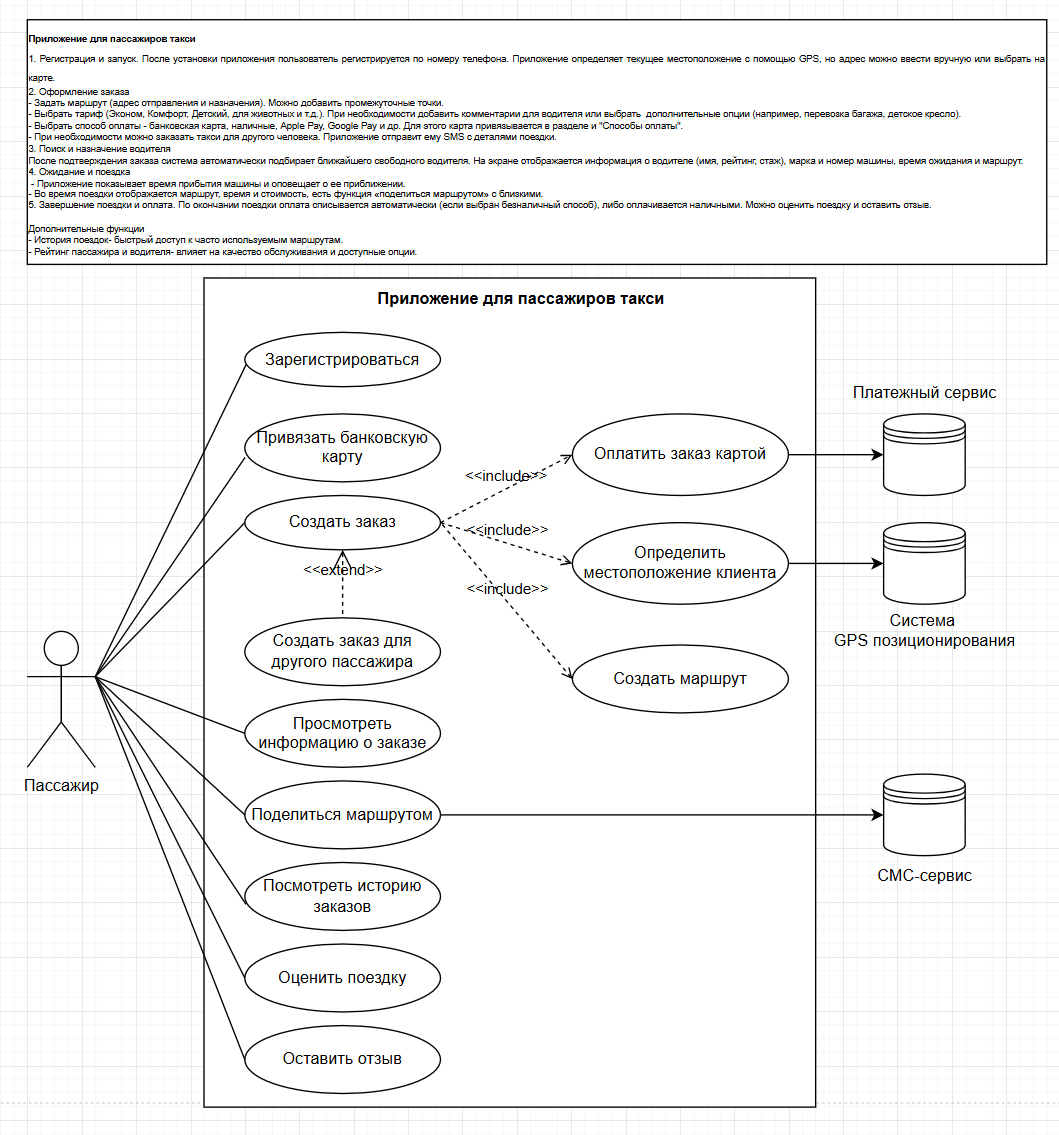 Приложение для пассажиров такси
1. Регистрация и запуск. После установки приложения пользователь регистрируется по номеру телефона. Приложение определяет текущее местоположение с помощью GPS, но адрес можно ввести вручную или выбрать на
карте.
2. Оформление заказа
- Задать маршрут (адрес отправления и назначения). Можно добавить промежуточные точки.
- Выбрать тариф (Эконом, Комфорт, Детский, для животных и т.д.). При необходимости добавить комментарии для водителя или выбрать дополнительные опции (например, перевозка багажа, детское кресло).
- Выбрать способ оплаты - банковская карта, наличные, Apple Pay, Google Pay и др. Для этого карта привязывается в разделе и "Способы оплаты".
- При необходимости можно заказать такси для другого человека. Приложение отправит ему SMS с деталями поездки.
3. Поиск и назначение водителя
После подтверждения заказа система автоматически подбирает ближайшего свободного водителя. На экране отображается информация о водителе (имя, рейтинг, стаж), марка и номер машины, время ожидания и маршрут.
4. Ожидание и поездка
- Приложение показывает время прибытия машины и оповещает о ее приближении.
- Во время поездки отображается маршрут, время и стоимость, есть функция «поделиться маршрутом» с близкими.
5. Завершение поездки и оплата. По окончании поездки оплата списывается автоматически (если выбран безналичный способ), либо оплачивается наличными. Можно оценить поездку и оставить отзыв.
Дополнительные функции
- История поездок- быстрый доступ к часто используемым маршрутам.
- Рейтинг пассажира и водителя- влияет на качество обслуживания и доступные опции.
Приложение для пассажиров такси
Зарегистрироваться
Привязать банковскую
карту
Создать заказ
<<extend>>
Создать заказ для
другого пассажира
Просмотреть
информацию о заказе
Поделиться маршрутом
Посмотреть историю
заказов
Оценить поездку
Оставить отзыв
<<include>>
<<include>>
<<include>>
Оплатить заказ картой
Определить
местоположение клиента
Создать маршрут
Платежный сервис
Система
GPS позиционирования
СМС-сервис
Пассажир